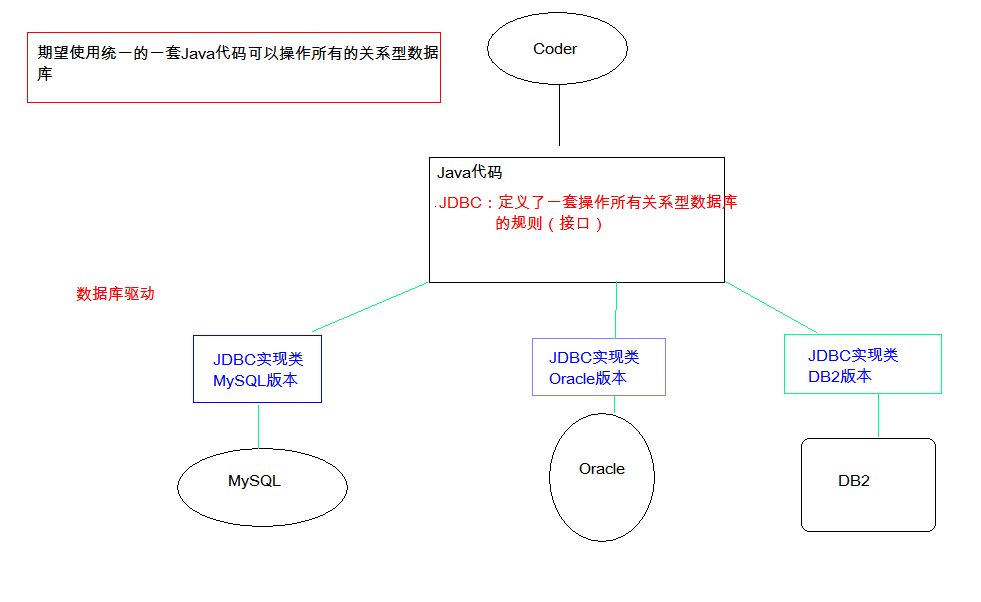 期望使用统一的一套Java代码可以操作所有的关系型数据
库
Coder
Java代码
.JDBC：定义了一套操作所有关系型数据库
的规则（接口）
数据库驱动
JDBC实现类
MySQL版本
JDBC实现类
Oracle版本
JDBC实现类
DB2版本
MySQL
Oracle
DB2